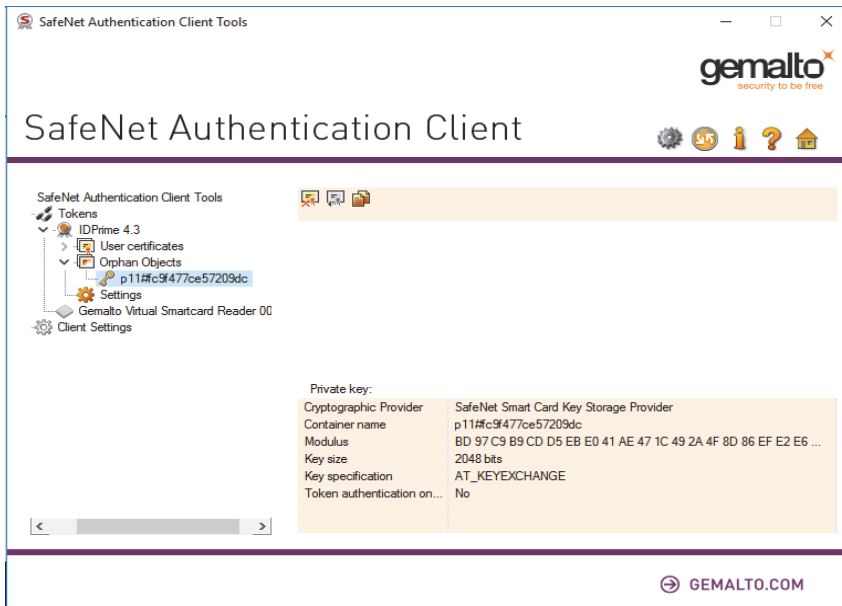 SafeNet Authentication Client Tools
gemalto
security to be free
SafeNet Authentication Client
SafeNet Authentication Client Tools
Tokens
IDPrime 4.3
User certificates
Orphan Objects
p11#fc9f477ce57209dc
Settings
Gemalto Virtual Smartcard Reader 00
Client Settings
Private key:
Cryptographic Provider SafeNet Smart Card Key Storage Provider
Container name p11#fc9f477ce57209dc
Modulus BD 97 C9 B9 CD D5 EB E0 41 AE 47 1C 49 2A 4F 8D 86 EF E2 E6 ...
Key size 2048 bits
Key specification AT_KEYEXCHANGE
Token authentication on... No
GEMALTO.COM